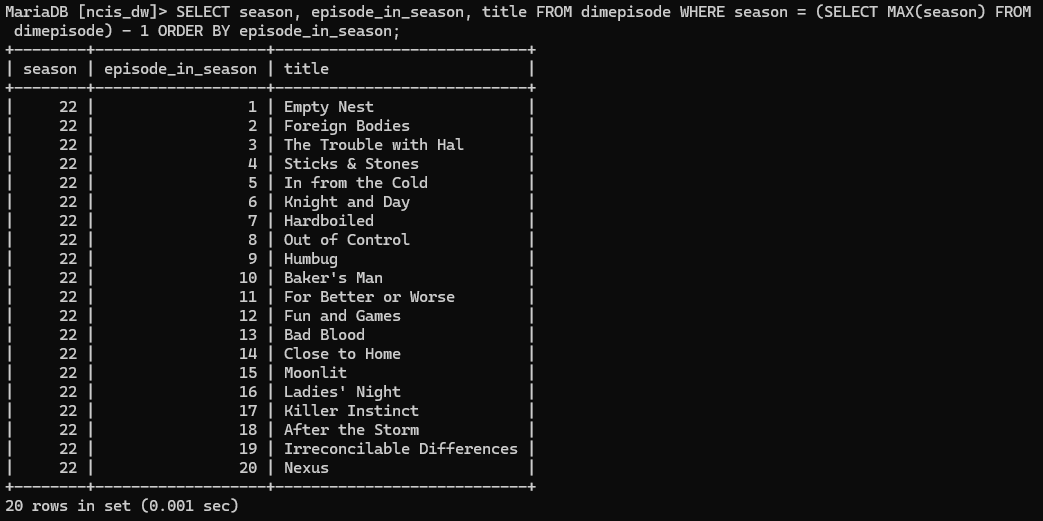 MariaDB [ncis_dw]> SELECT season, episode_in_season, title FROM dimepisode WHERE season = (SELECT MAX(season) FROM
 dimepisode) - 1 ORDER BY episode_in_season;
+--------+-------------------+----------------------------+
| season | episode_in_season | title                      |
+--------+-------------------+----------------------------+
|     22 |                 1 | Empty Nest                 |
|     22 |                 2 | Foreign Bodies             |
|     22 |                 3 | The Trouble with Hal       |
|     22 |                 4 | Sticks & Stones            |
|     22 |                 5 | In from the Cold           |
|     22 |                 6 | Knight and Day             |
|     22 |                 7 | Hardboiled                 |
|     22 |                 8 | Out of Control             |
|     22 |                 9 | Humbug                     |
|     22 |                10 | Baker's Man                |
|     22 |                11 | For Better or Worse        |
|     22 |                12 | Fun and Games              |
|     22 |                13 | Bad Blood                  |
|     22 |                14 | Close to Home              |
|     22 |                15 | Moonlit                    |
|     22 |                16 | Ladies' Night              |
|     22 |                17 | Killer Instinct            |
|     22 |                18 | After the Storm            |
|     22 |                19 | Irreconcilable Differences |
|     22 |                20 | Nexus                      |
+--------+-------------------+----------------------------+
20 rows in set (0.001 sec)